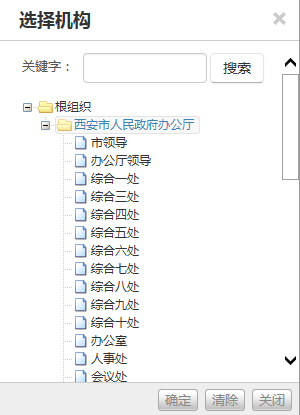 选择机构
关键字：
搜索
根组织
西安市人民政府办公厅
市领导
办公厅领导
综合一处
综合三处
综合四处
综合五处
综合六处
综合七处
综合八处
综合九处
综合十处
办公室
人事处
会议处
确定 清除 关闭